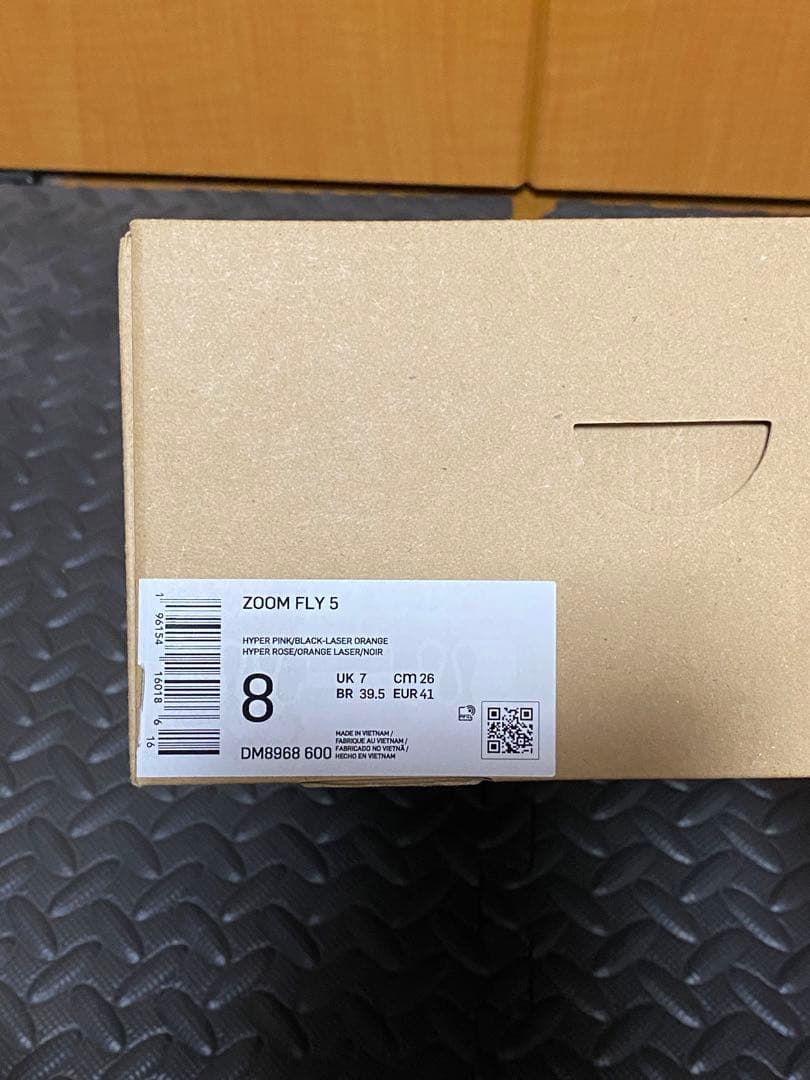 ZOOM FLY 5
HYPER PINK/BLACK-LASER ORANGE
HYPER ROSE/ORANGE LASER/NOIR
8
UK 7 cm 26
BR 39.5 EUR 41
DM8968 600
MADE IN VIETNAM /
FABRIQUE AU VIETNAM /
FABRICADO NO VIETNÃ /
HECHO EN VIETNAM
1 96154 16018 6 16
RFID